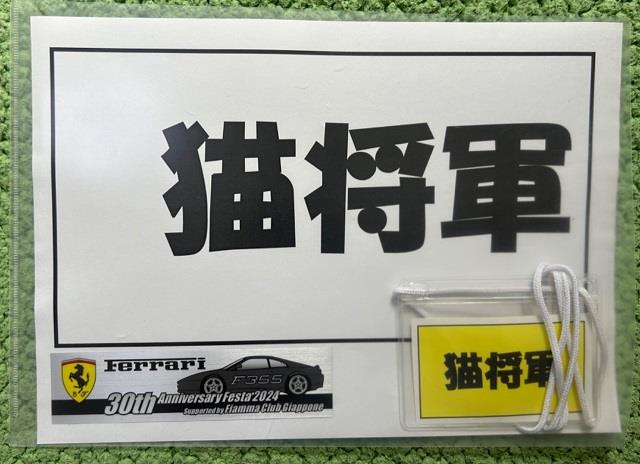 猫将軍
Ferrari
F355
30th Anniversary Festa'2024
Supported by Fiamma Club Giappone
猫将軍